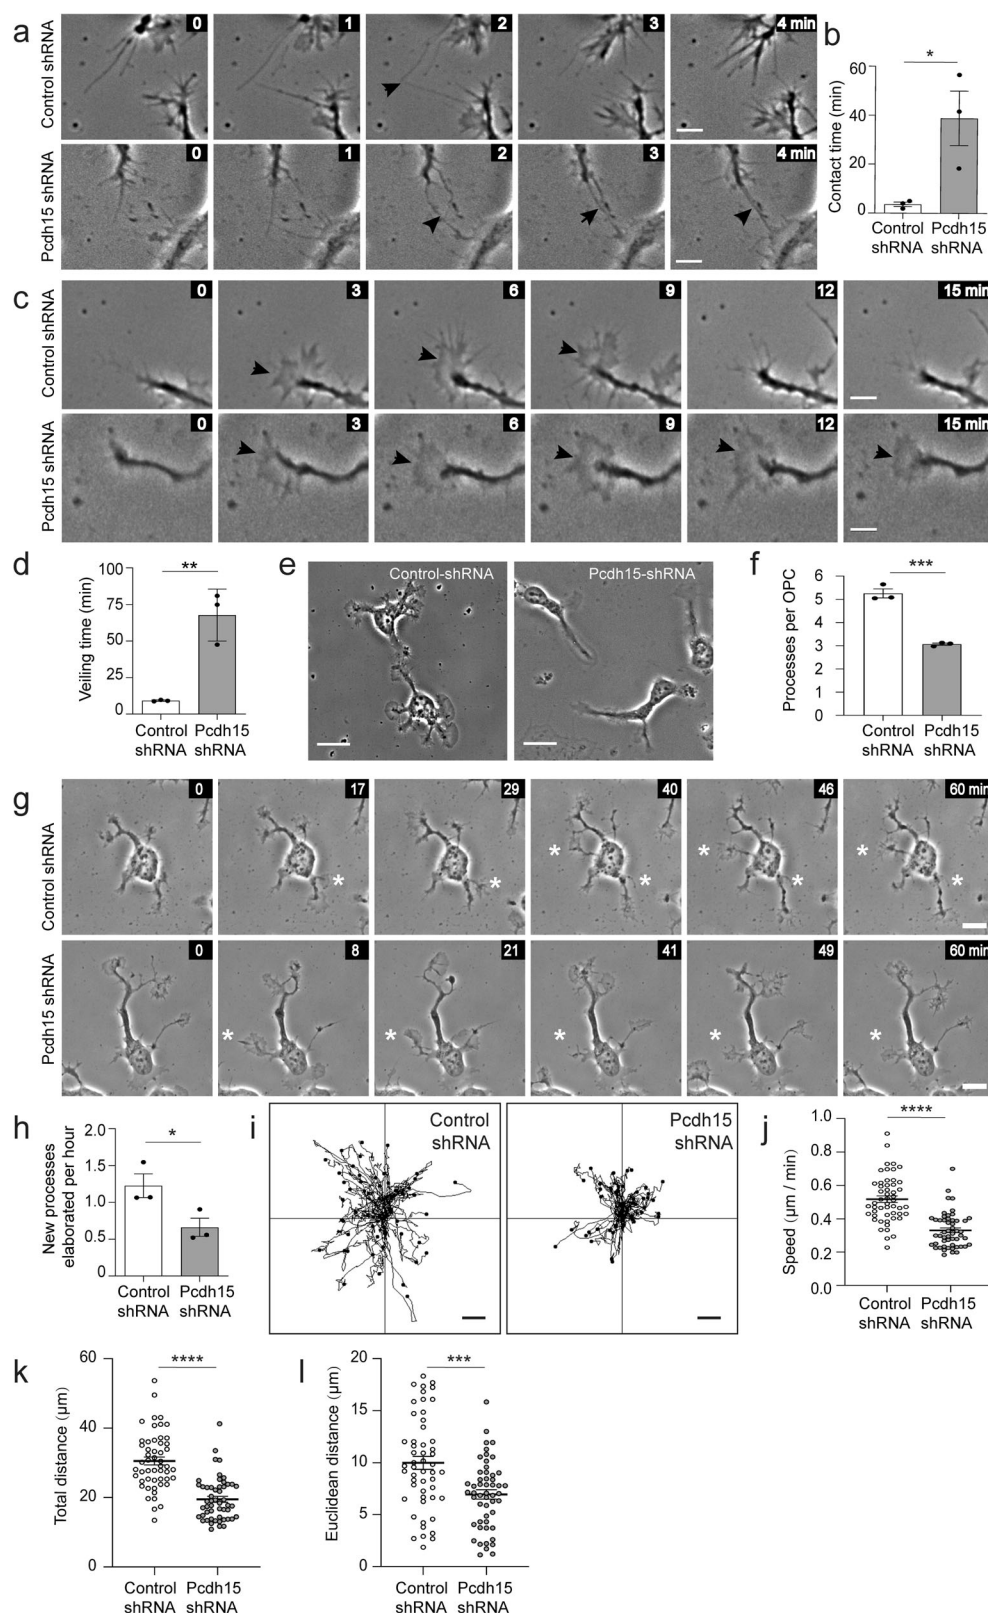 a
Control shRNA
0
1
2
3
4 min
Pcdh15 shRNA
0
1
2
3
4 min
b
*
Contact time (min)
60
40
20
0
Control
shRNA
Pcdh15
shRNA
c
Control shRNA
0
3
6
9
12
15 min
Pcdh15 shRNA
0
3
6
9
12
15 min
d
**
Veiling time (min)
100
75
50
25
0
Control
shRNA
Pcdh15
shRNA
e
Control-shRNA
Pcdh15-shRNA
f
***
Processes per OPC
6
5
4
3
2
1
0
Control
shRNA
Pcdh15
shRNA
g
Control shRNA
0
17
29
40
46
60 min
* * * * * * * *
Pcdh15 shRNA
0
8
21
41
49
60 min
* * * * *
h
*
New processes
elaborated per hour
2.0
1.5
1.0
0.5
0
Control
shRNA
Pcdh15
shRNA
i
Control
shRNA
Pcdh15
shRNA
j
****
Speed (µm / min)
1.0
0.8
0.6
0.4
0.2
0.0
Control
shRNA
Pcdh15
shRNA
k
****
Total distance (µm)
60
40
20
0
Control
shRNA
Pcdh15
shRNA
l
***
Euclidean distance (µm)
20
15
10
5
0
Control
shRNA
Pcdh15
shRNA